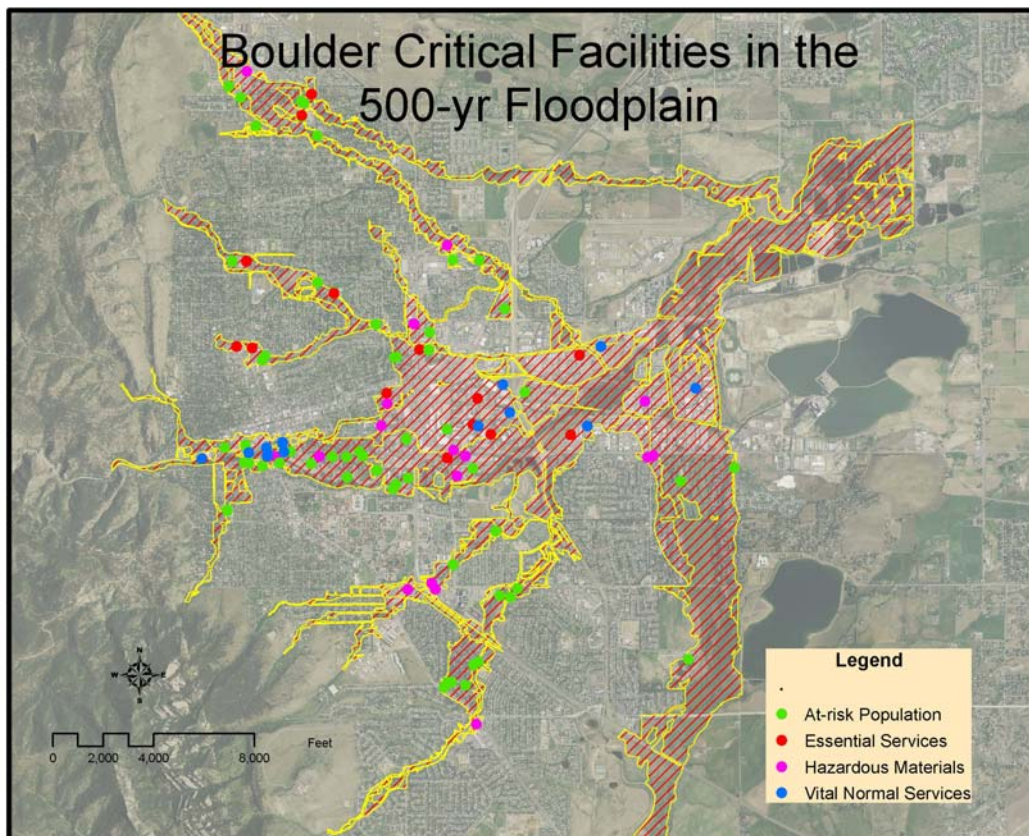 Boulder Critical Facilities in the
500-yr Floodplain
N
W E
S
0 2,000 4,000 8,000
Feet
Legend
At-risk Population
Essential Services
Hazardous Materials
Vital Normal Services